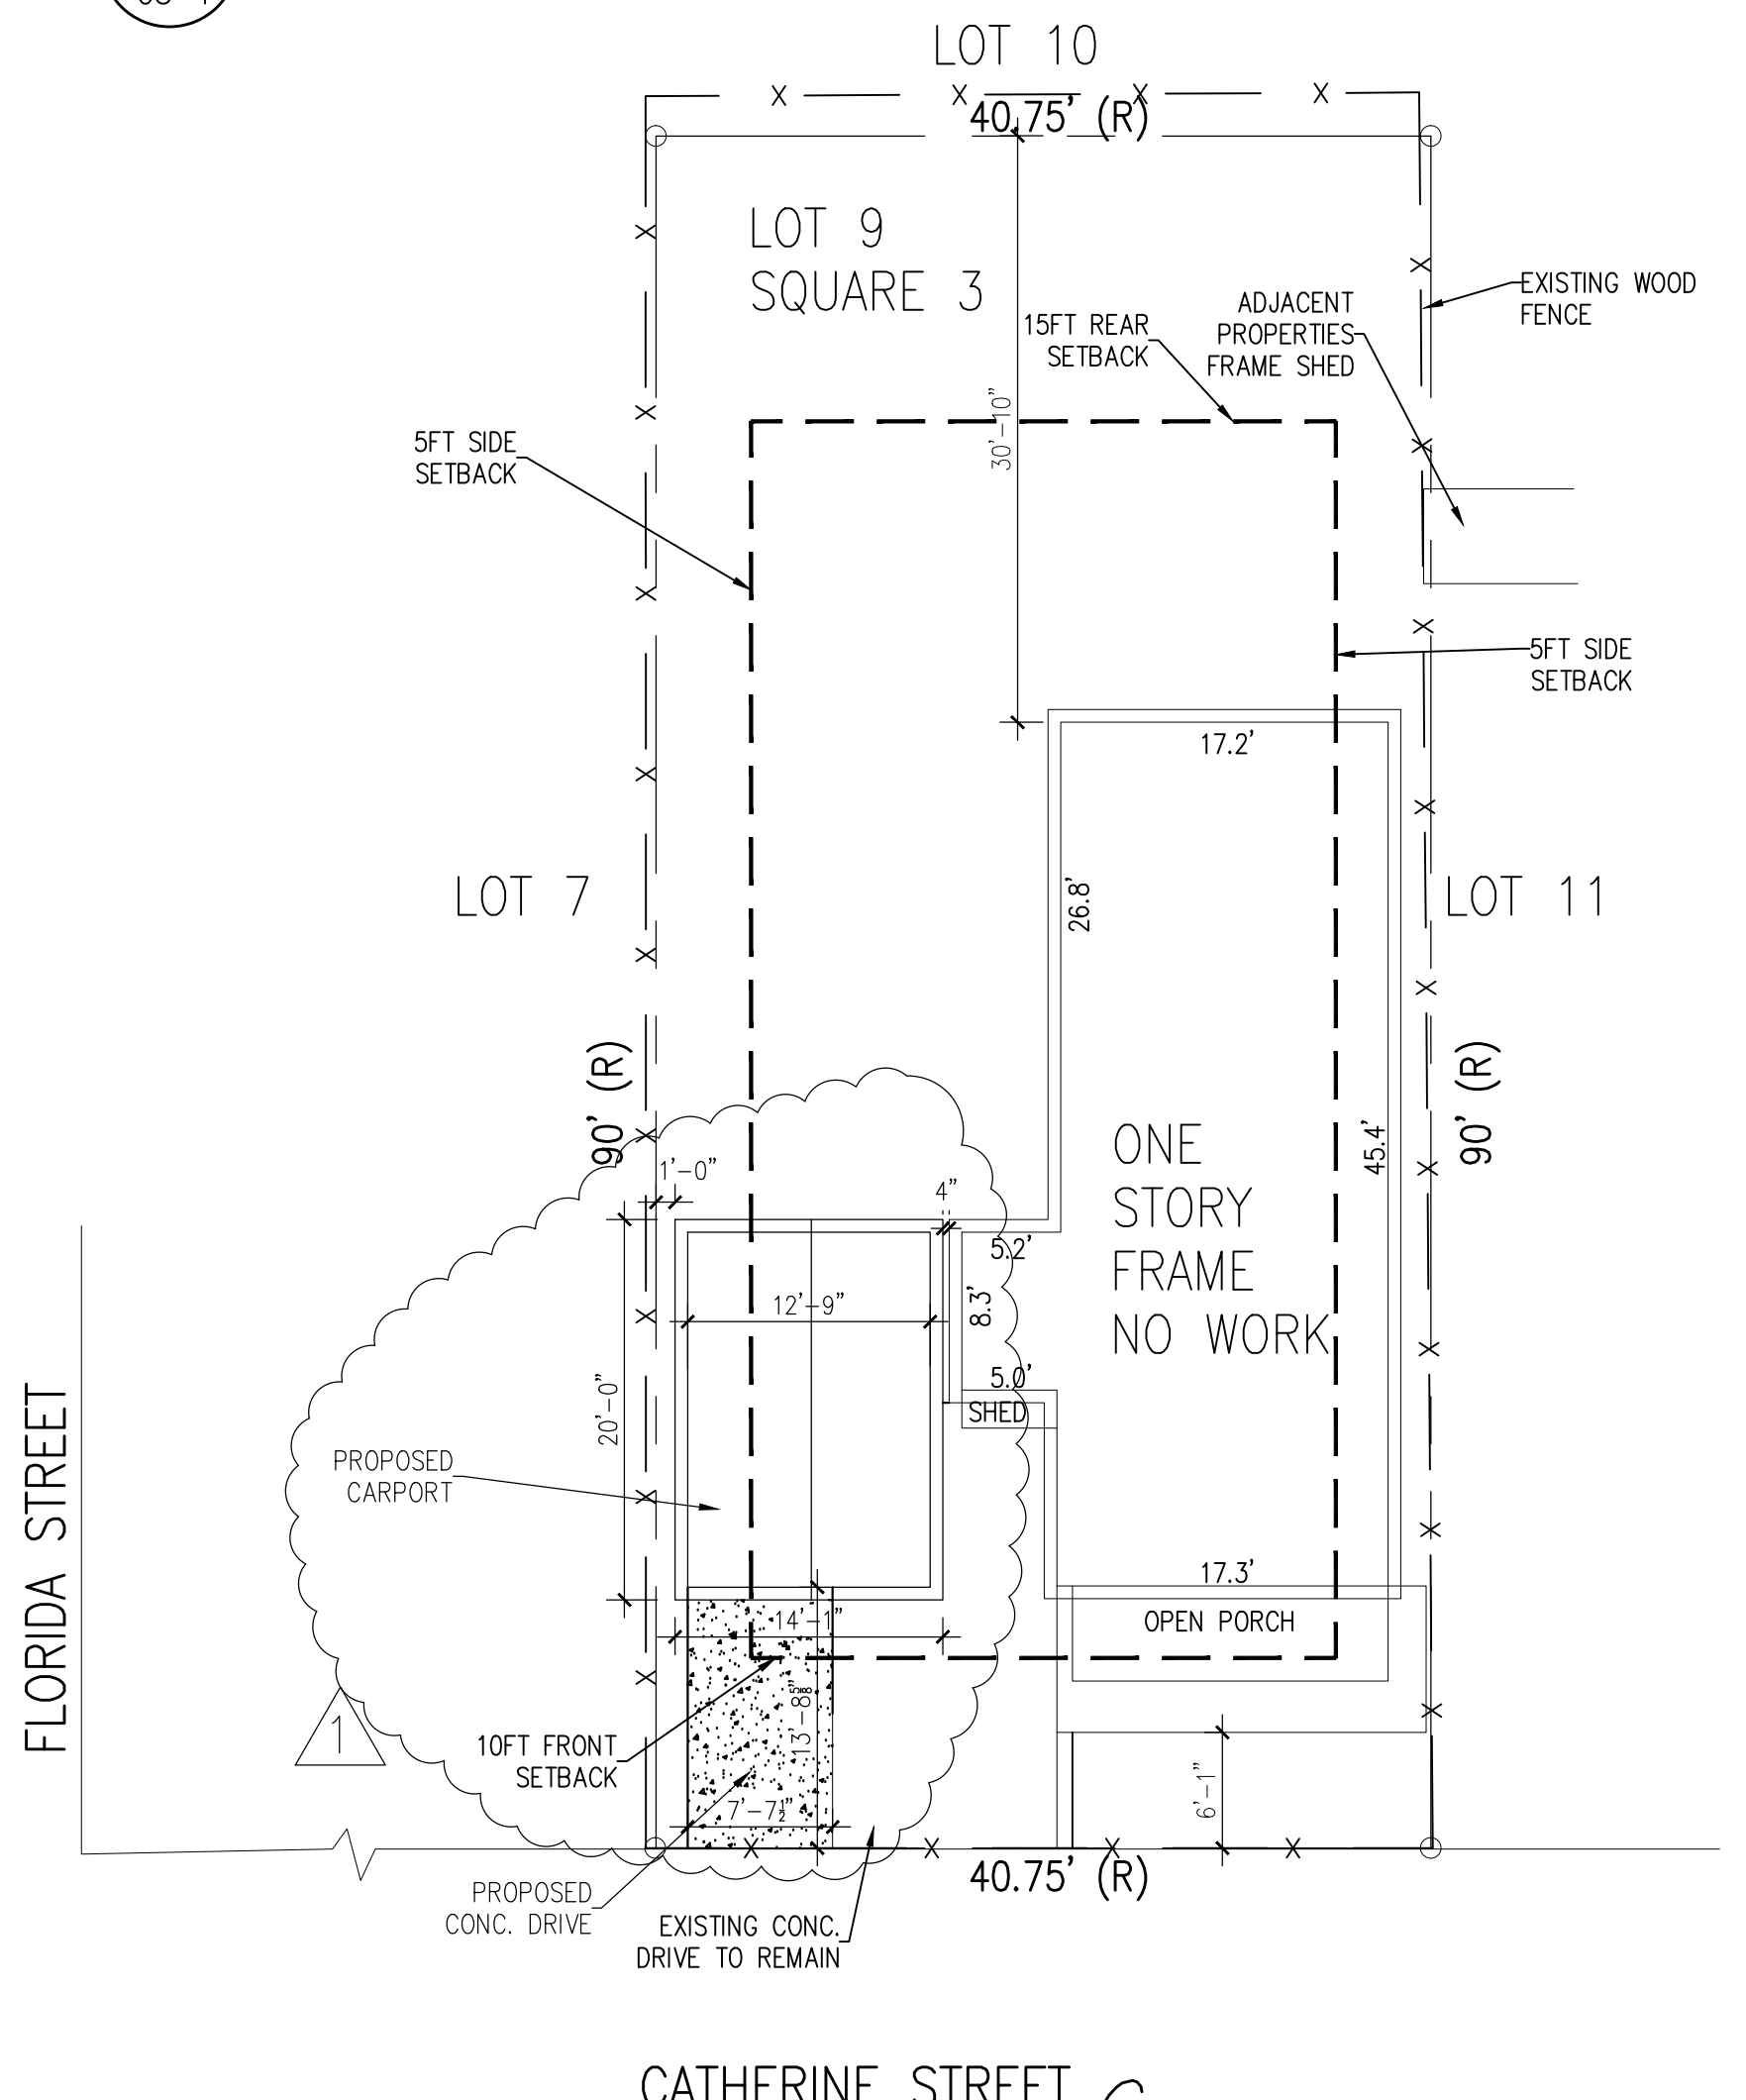 LOT 10
40.75' (R)
LOT 9
SQUARE 3
EXISTING WOOD
FENCE
ADJACENT
PROPERTIES
FRAME SHED
15FT REAR
SETBACK
30'-10"
5FT SIDE
SETBACK
5FT SIDE
SETBACK
17.2'
26.8'
LOT 7
LOT 11
90' (R)
90' (R)
45.4'
ONE
STORY
FRAME
NO WORK
1'-0"
4"
5.2'
12'-9"
8.3'
20'-0"
5.0'
SHED
PROPOSED
CARPORT
FLORIDA STREET
17.3'
OPEN PORCH
14'-1"
13'-8⅝"
1
10FT FRONT
SETBACK
7'-7½"
6'-1"
40.75' (R)
PROPOSED
CONC. DRIVE
EXISTING CONC.
DRIVE TO REMAIN
CATHERINE STREET